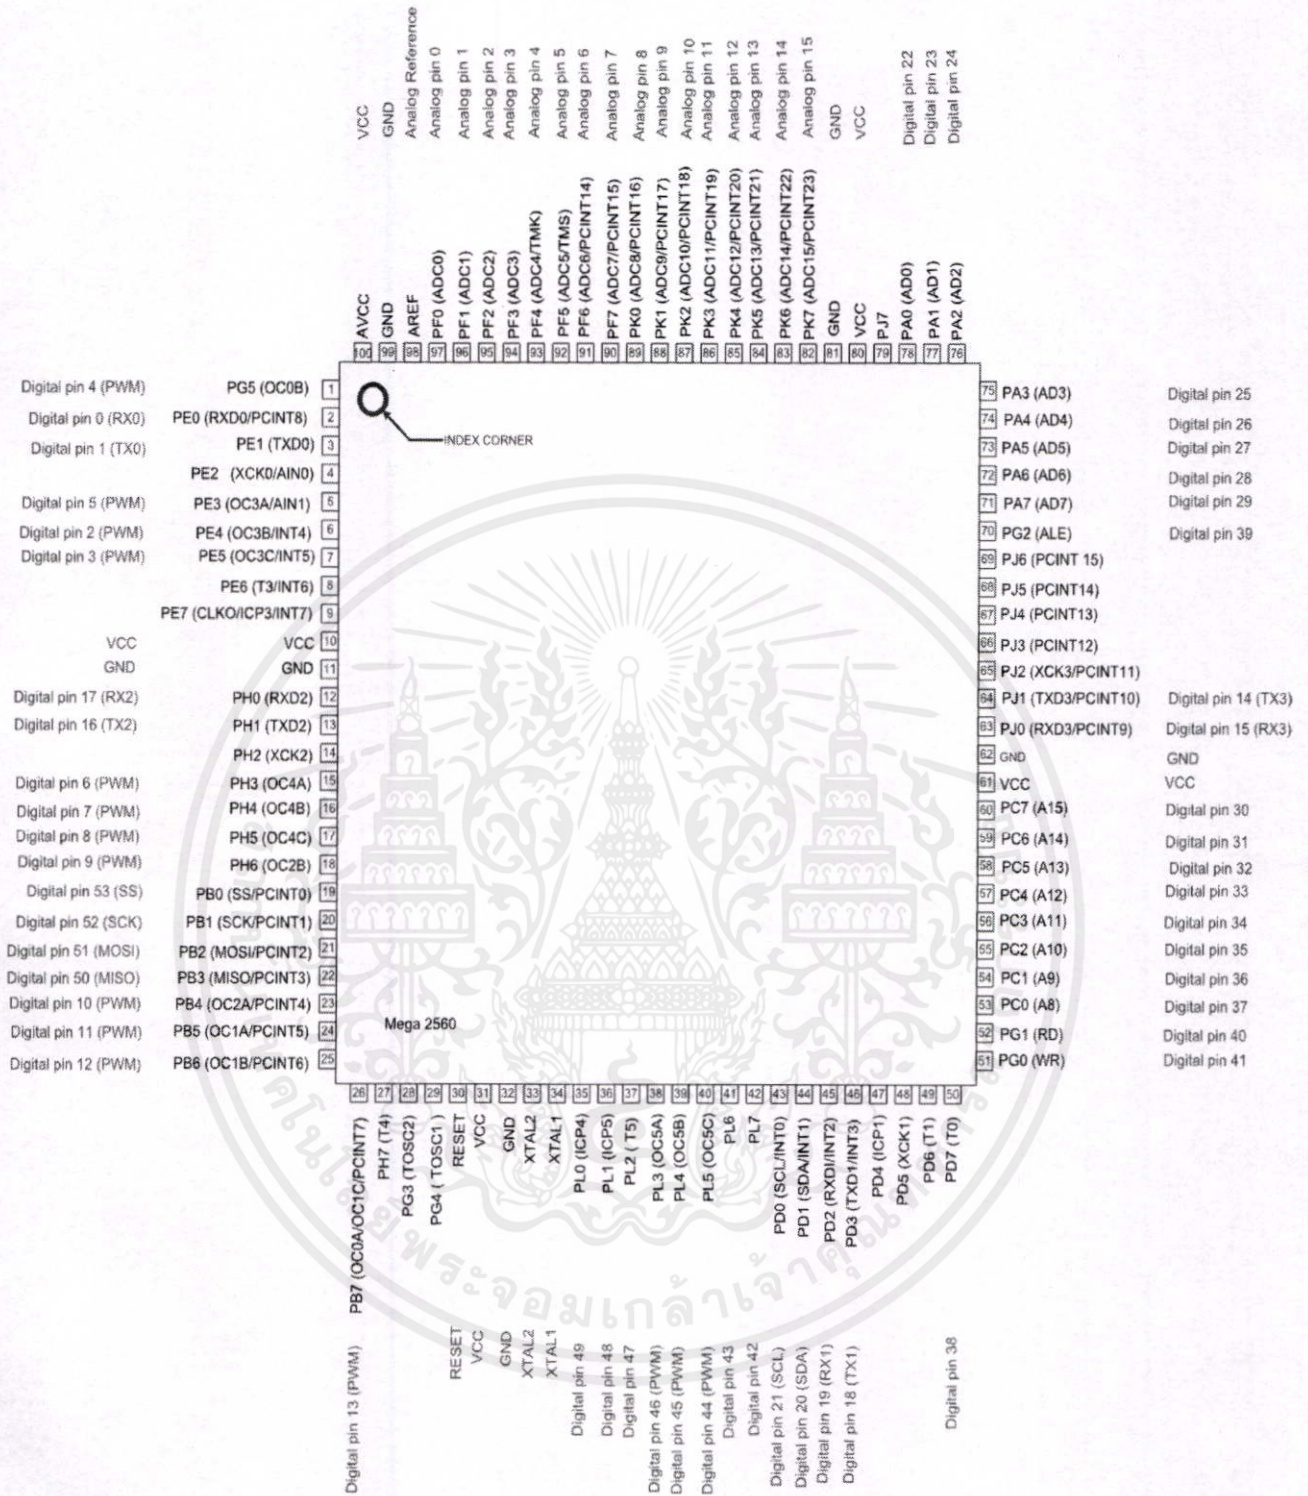 VCC
GND
Analog Reference
Analog pin 0
Analog pin 1
Analog pin 2
Analog pin 3
Analog pin 4
Analog pin 5
Analog pin 6
Analog pin 7
Analog pin 8
Analog pin 9
Analog pin 10
Analog pin 11
Analog pin 12
Analog pin 13
Analog pin 14
Analog pin 15
GND
VCC
Digital pin 22
Digital pin 23
Digital pin 24
AVCC
GND
AREF
PF0 (ADC0)
PF1 (ADC1)
PF2 (ADC2)
PF3 (ADC3)
PF4 (ADC4/TMK)
PF5 (ADC5/TMS)
PF6 (ADC6/PCINT14)
PF7 (ADC7/PCINT15)
PK0 (ADC8/PCINT16)
PK1 (ADC9/PCINT17)
PK2 (ADC10/PCINT18)
PK3 (ADC11/PCINT19)
PK4 (ADC12/PCINT20)
PK5 (ADC13/PCINT21)
PK6 (ADC14/PCINT22)
PK7 (ADC15/PCINT23)
GND
VCC
PJ7
PA0 (AD0)
PA1 (AD1)
PA2 (AD2)
100 99 98 97 96 95 94 93 92 91 90 89 88 87 86 85 84 83 82 81 80 79 78 77 76
Digital pin 4 (PWM) PG5 (OC0B) 1
Digital pin 0 (RX0) PE0 (RXD0/PCINT8) 2
Digital pin 1 (TX0) PE1 (TXD0) 3
PE2 (XCK0/AIN0) 4
Digital pin 5 (PWM) PE3 (OC3A/AIN1) 5
Digital pin 2 (PWM) PE4 (OC3B/INT4) 6
Digital pin 3 (PWM) PE5 (OC3C/INT5) 7
PE6 (T3/INT6) 8
PE7 (CLKO/ICP3/INT7) 9
VCC VCC 10
GND GND 11
Digital pin 17 (RX2) PH0 (RXD2) 12
Digital pin 16 (TX2) PH1 (TXD2) 13
PH2 (XCK2) 14
Digital pin 6 (PWM) PH3 (OC4A) 15
Digital pin 7 (PWM) PH4 (OC4B) 16
Digital pin 8 (PWM) PH5 (OC4C) 17
Digital pin 9 (PWM) PH6 (OC2B) 18
Digital pin 53 (SS) PB0 (SS/PCINT0) 19
Digital pin 52 (SCK) PB1 (SCK/PCINT1) 20
Digital pin 51 (MOSI) PB2 (MOSI/PCINT2) 21
Digital pin 50 (MISO) PB3 (MISO/PCINT3) 22
Digital pin 10 (PWM) PB4 (OC2A/PCINT4) 23
Digital pin 11 (PWM) PB5 (OC1A/PCINT5) 24
Digital pin 12 (PWM) PB6 (OC1B/PCINT6) 25
INDEX CORNER
Mega 2560
75 PA3 (AD3) Digital pin 25
74 PA4 (AD4) Digital pin 26
73 PA5 (AD5) Digital pin 27
72 PA6 (AD6) Digital pin 28
71 PA7 (AD7) Digital pin 29
70 PG2 (ALE) Digital pin 39
69 PJ6 (PCINT 15)
68 PJ5 (PCINT14)
67 PJ4 (PCINT13)
66 PJ3 (PCINT12)
65 PJ2 (XCK3/PCINT11)
64 PJ1 (TXD3/PCINT10) Digital pin 14 (TX3)
63 PJ0 (RXD3/PCINT9) Digital pin 15 (RX3)
62 GND GND
61 VCC VCC
60 PC7 (A15) Digital pin 30
59 PC6 (A14) Digital pin 31
58 PC5 (A13) Digital pin 32
57 PC4 (A12) Digital pin 33
56 PC3 (A11) Digital pin 34
55 PC2 (A10) Digital pin 35
54 PC1 (A9) Digital pin 36
53 PC0 (A8) Digital pin 37
52 PG1 (RD) Digital pin 40
51 PG0 (WR) Digital pin 41
26 27 28 29 30 31 32 33 34 35 36 37 38 39 40 41 42 43 44 45 46 47 48 49 50
PB7 (OC0A/OC1C/PCINT7)
PH7 (T4)
PG3 (TOSC2)
PG4 ( TOSC1 )
RESET
VCC
GND
XTAL2
XTAL1
PL0 (ICP4)
PL1 (ICP5)
PL2 ( T5)
PL3 (OC5A)
PL4 (OC5B)
PL5 (OC5C)
PL6
PL7
PD0 (SCL/INT0)
PD1 (SDA/INT1)
PD2 (RXDI/INT2)
PD3 (TXD1/INT3)
PD4 (ICP1)
PD5 (XCK1)
PD6 (T1)
PD7 (T0)
Digital pin 13 (PWM)
RESET
VCC
GND
XTAL2
XTAL1
Digital pin 49
Digital pin 48
Digital pin 47
Digital pin 46 (PWM)
Digital pin 45 (PWM)
Digital pin 44 (PWM)
Digital pin 43
Digital pin 42
Digital pin 21 (SCL)
Digital pin 20 (SDA)
Digital pin 19 (RX1)
Digital pin 18 (TX1)
Digital pin 38
พระจอมเกล้าเจ้าคุณทหาร